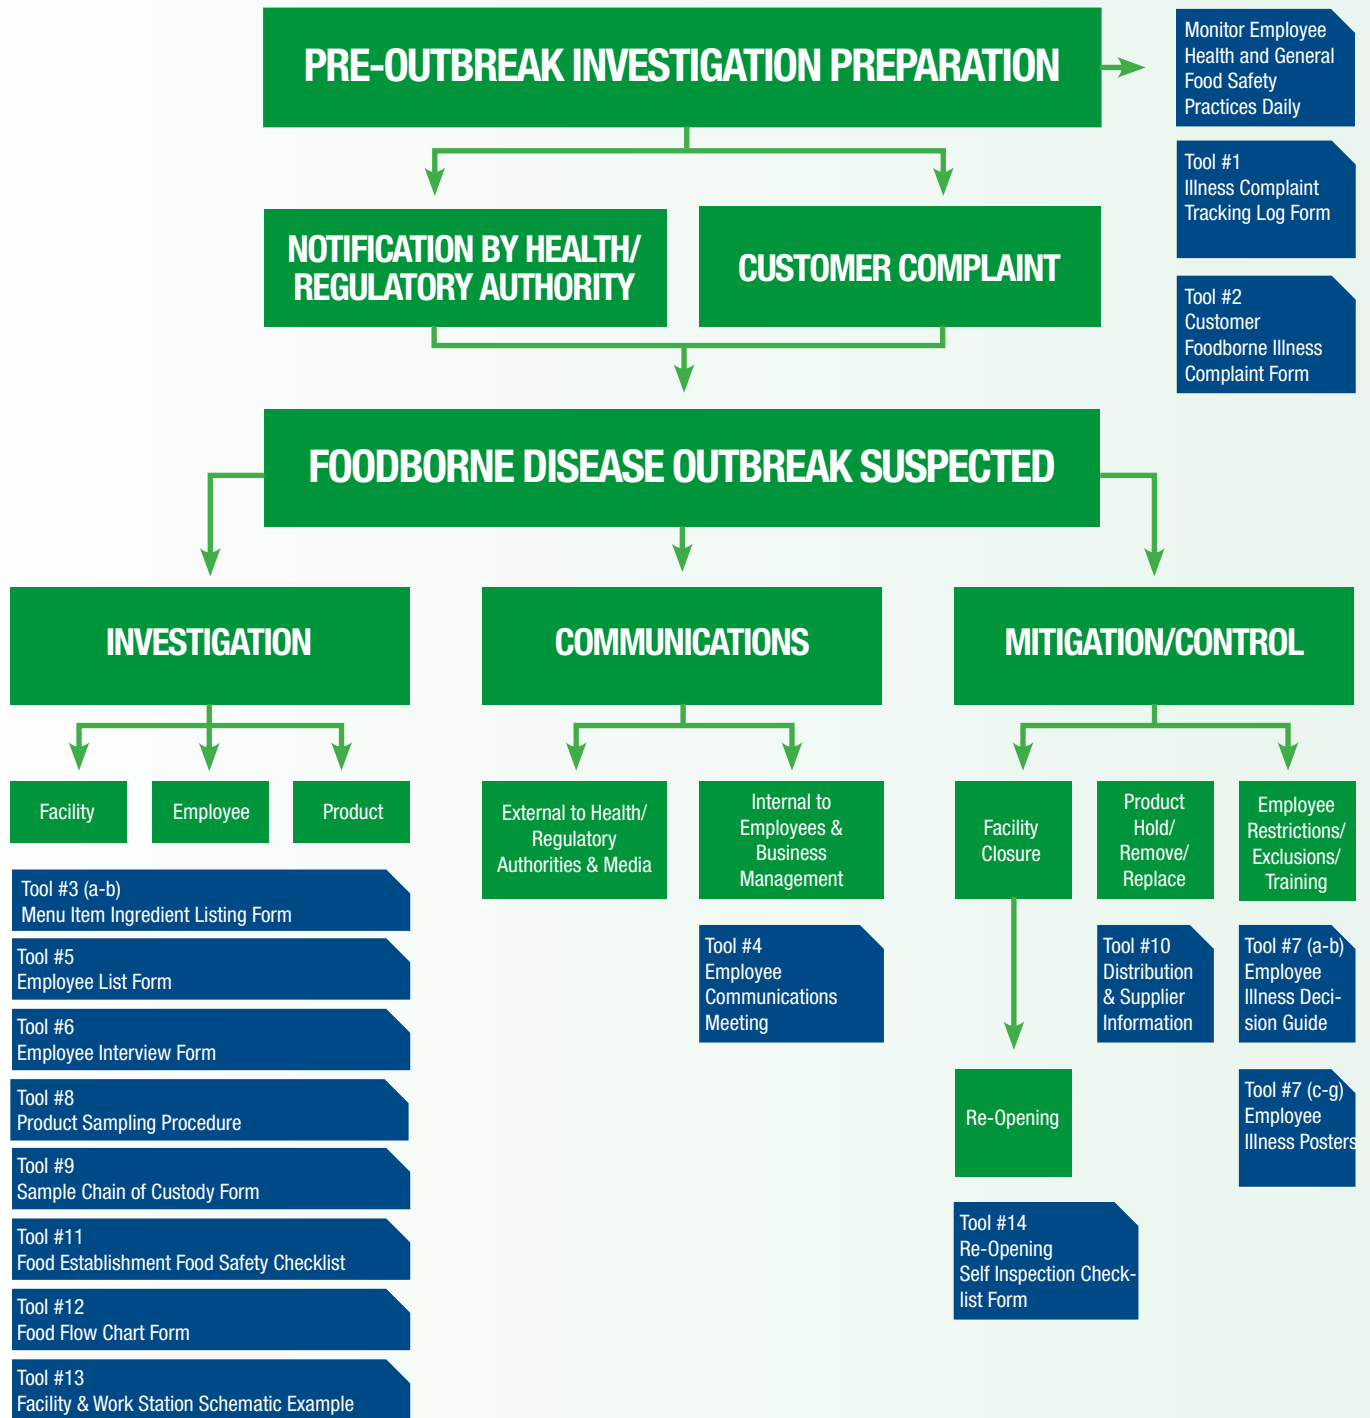 PRE-OUTBREAK INVESTIGATION PREPARATION
Monitor Employee
Health and General
Food Safety
Practices Daily
Tool #1
Illness Complaint
Tracking Log Form
Tool #2
Customer
Foodborne Illness
Complaint Form
NOTIFICATION BY HEALTH/
REGULATORY AUTHORITY
CUSTOMER COMPLAINT
FOODBORNE DISEASE OUTBREAK SUSPECTED
INVESTIGATION
COMMUNICATIONS
MITIGATION/CONTROL
Facility
Employee
Product
External to Health/
Regulatory
Authorities & Media
Internal to
Employees &
Business
Management
Facility
Closure
Product
Hold/
Remove/
Replace
Employee
Restrictions/
Exclusions/
Training
Tool #3 (a-b)
Menu Item Ingredient Listing Form
Tool #5
Employee List Form
Tool #6
Employee Interview Form
Tool #8
Product Sampling Procedure
Tool #9
Sample Chain of Custody Form
Tool #11
Food Establishment Food Safety Checklist
Tool #12
Food Flow Chart Form
Tool #13
Facility & Work Station Schematic Example
Tool #4
Employee
Communications
Meeting
Tool #10
Distribution
& Supplier
Information
Tool #7 (a-b)
Employee
Illness Deci-
sion Guide
Re-Opening
Tool #7 (c-g)
Employee
Illness Posters
Tool #14
Re-Opening
Self Inspection Check-
list Form